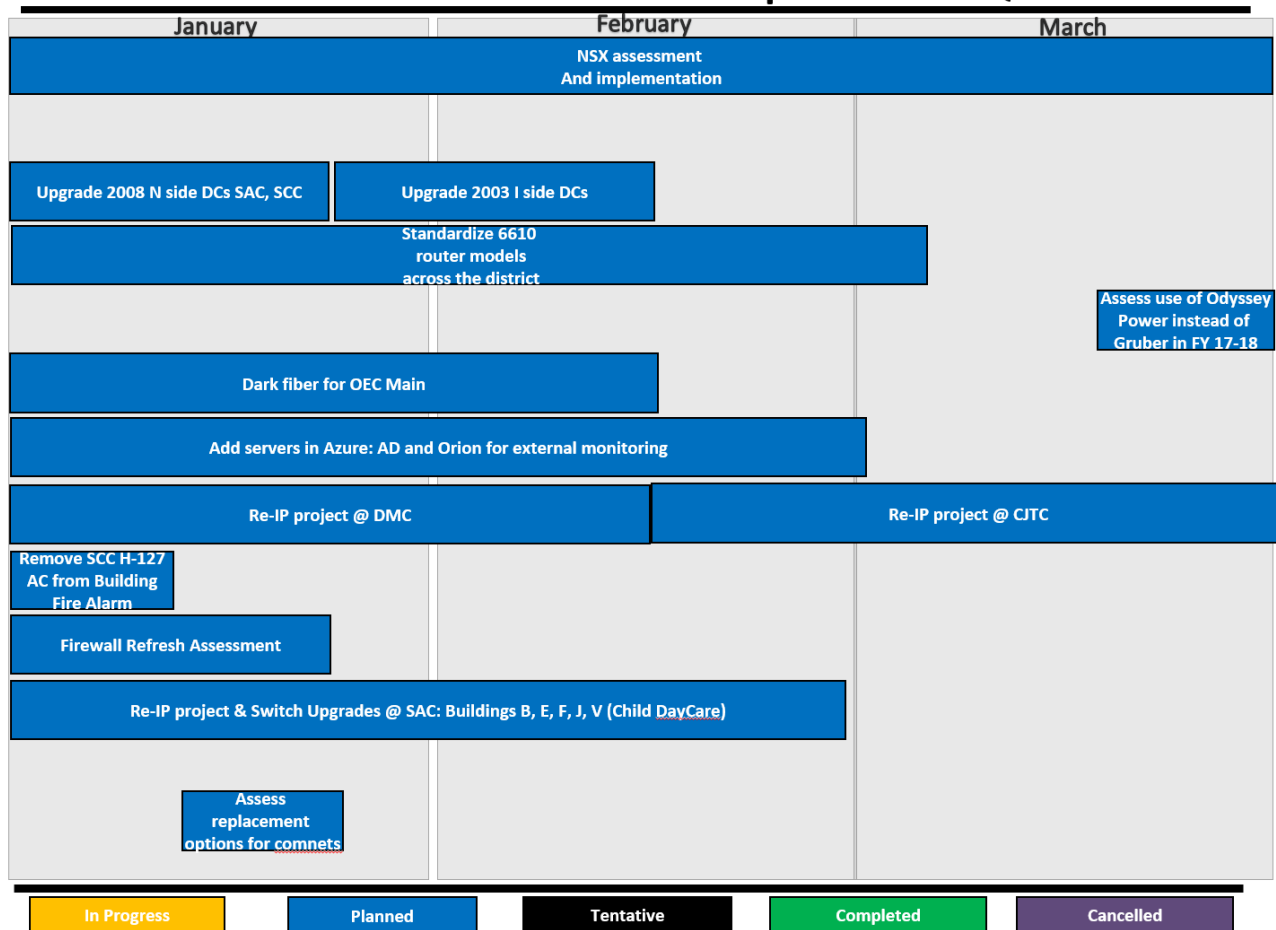 January
February
March
NSX assessment
And implementation
Upgrade 2008 N side DCs SAC, SCC
Upgrade 2003 I side DCs
Standardize 6610
router models
across the district
Assess use of Odyssey
Power instead of
Gruber in FY 17-18
Dark fiber for OEC Main
Add servers in Azure: AD and Orion for external monitoring
Re-IP project @ DMC
Re-IP project @ CJTC
Remove SCC H-127
AC from Building
Fire Alarm
Firewall Refresh Assessment
Re-IP project & Switch Upgrades @ SAC: Buildings B, E, F, J, V (Child DayCare)
Assess
replacement
options for comnets
In Progress
Planned
Tentative
Completed
Cancelled